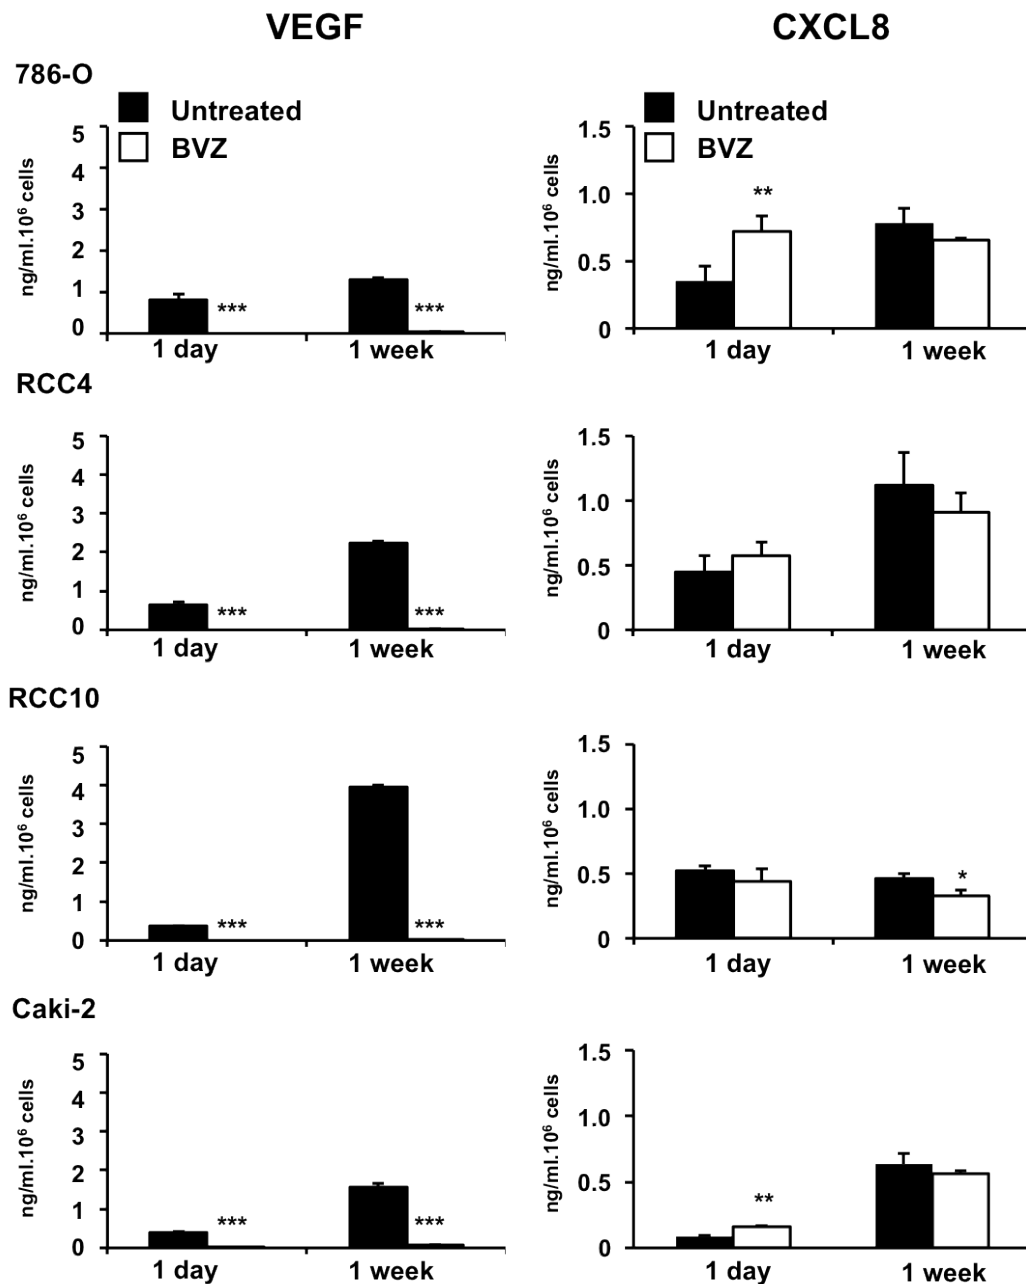 VEGF
CXCL8
786-O
Untreated
BVZ
ng/ml.10⁶ cells
5
4
3
2
1
0
***
***
1 day
1 week
Untreated
BVZ
ng/ml.10⁶ cells
1.5
1.0
0.5
0
**
1 day
1 week
RCC4
ng/ml.10⁶ cells
5
4
3
2
1
0
***
***
1 day
1 week
ng/ml.10⁶ cells
1.5
1.0
0.5
0
1 day
1 week
RCC10
ng/ml.10⁶ cells
5
4
3
2
1
0
***
***
1 day
1 week
ng/ml.10⁶ cells
1.5
1.0
0.5
0
*
1 day
1 week
Caki-2
ng/ml.10⁶ cells
5
4
3
2
1
0
***
***
1 day
1 week
ng/ml.10⁶ cells
1.5
1.0
0.5
0
**
1 day
1 week